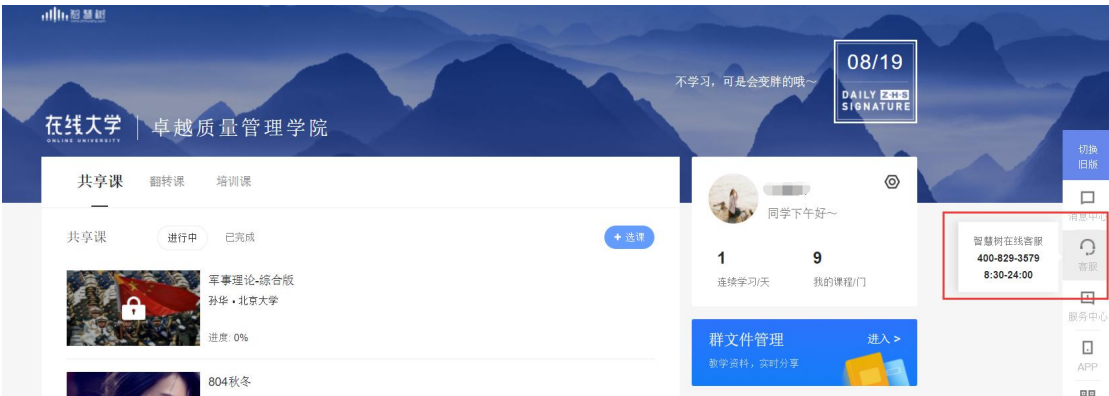 智慧树
不学习，可是会变胖的哦～
08/19
DAILY Z·H·S
SIGNATURE
在线大学
ONLINE UNIVERSITY
卓越质量管理学院
切换
旧版
共享课 翻转课 培训课
同学下午好～
消息中心
共享课 进行中 已完成 + 选课
智慧树在线客服
400-829-3579
8:30-24:00
客服
军事理论-综合版
孙华 • 北京大学
进度: 0%
1 9
连续学习/天 我的课程/门
服务中心
群文件管理 进入 >
教学资料，实时分享
APP
804秋冬